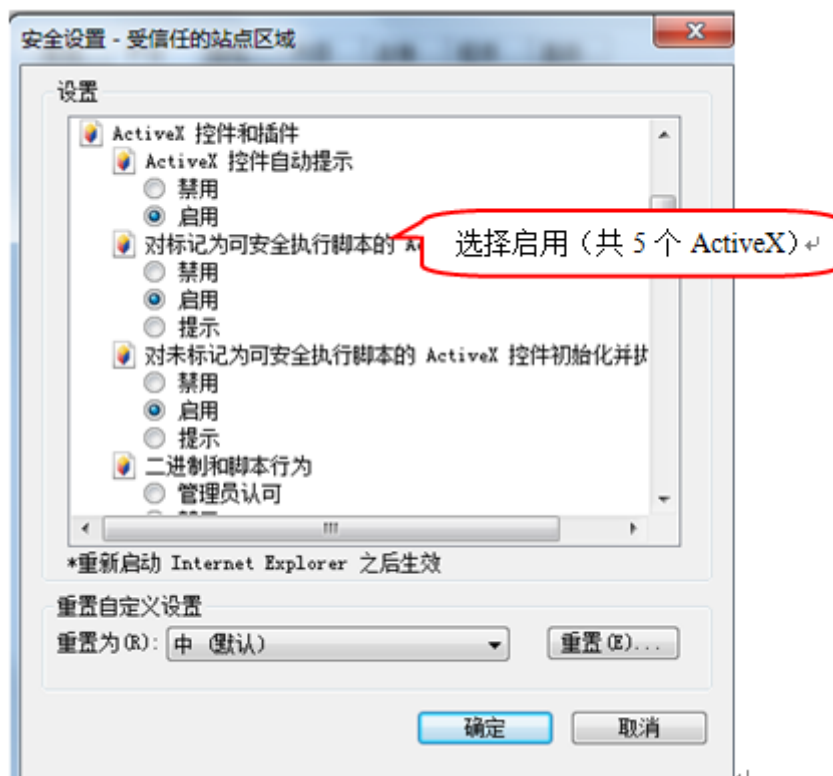 安全设置 - 受信任的站点区域
设置
ActiveX 控件和插件
ActiveX 控件自动提示
禁用
启用
对标记为可安全执行脚本的
选择启用（共 5 个 ActiveX）
禁用
启用
提示
对未标记为可安全执行脚本的 ActiveX 控件初始化并执
禁用
启用
提示
二进制和脚本行为
管理员认可
*重新启动 Internet Explorer 之后生效
重置自定义设置
重置为(R):
中 (默认)
重置(E)...
确定
取消